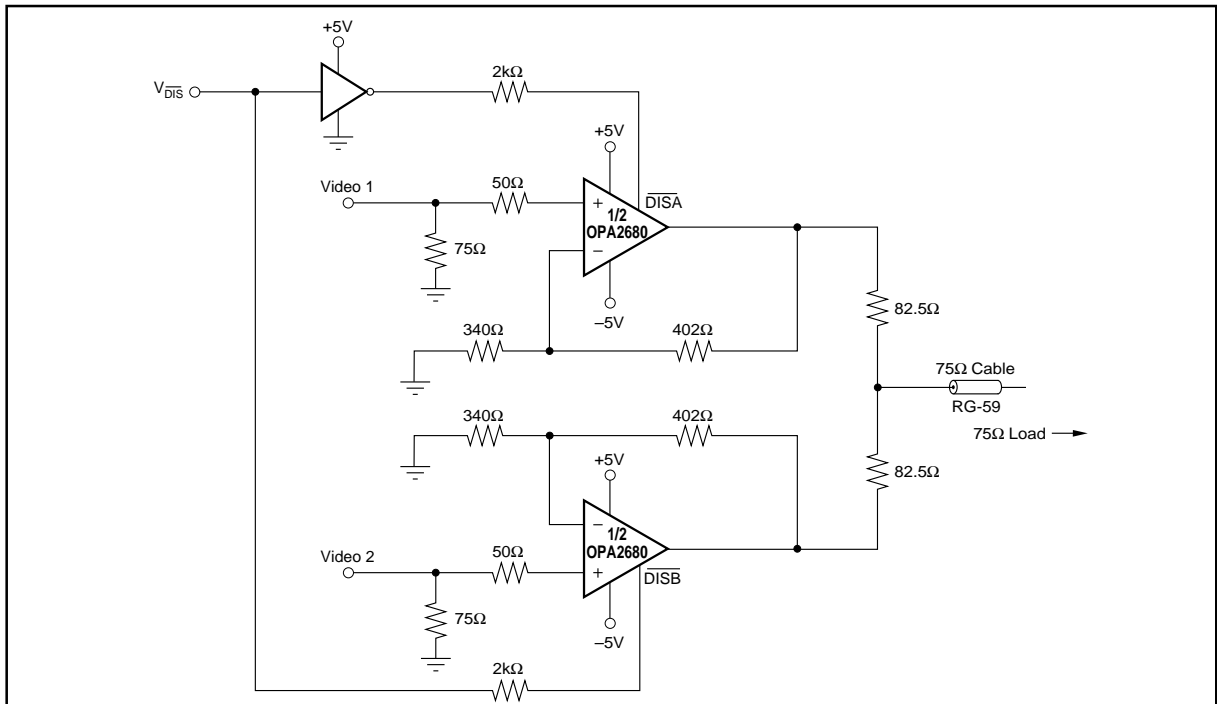 +5V
V DIS
2kΩ
+5V
Video 1
50Ω
DISA
+
1/2
OPA2680
–
75Ω
–5V
82.5Ω
340Ω
402Ω
75Ω Cable
RG-59
75Ω Load
340Ω
402Ω
+5V
82.5Ω
–
1/2
OPA2680
Video 2
50Ω
+
DISB
75Ω
–5V
2kΩ